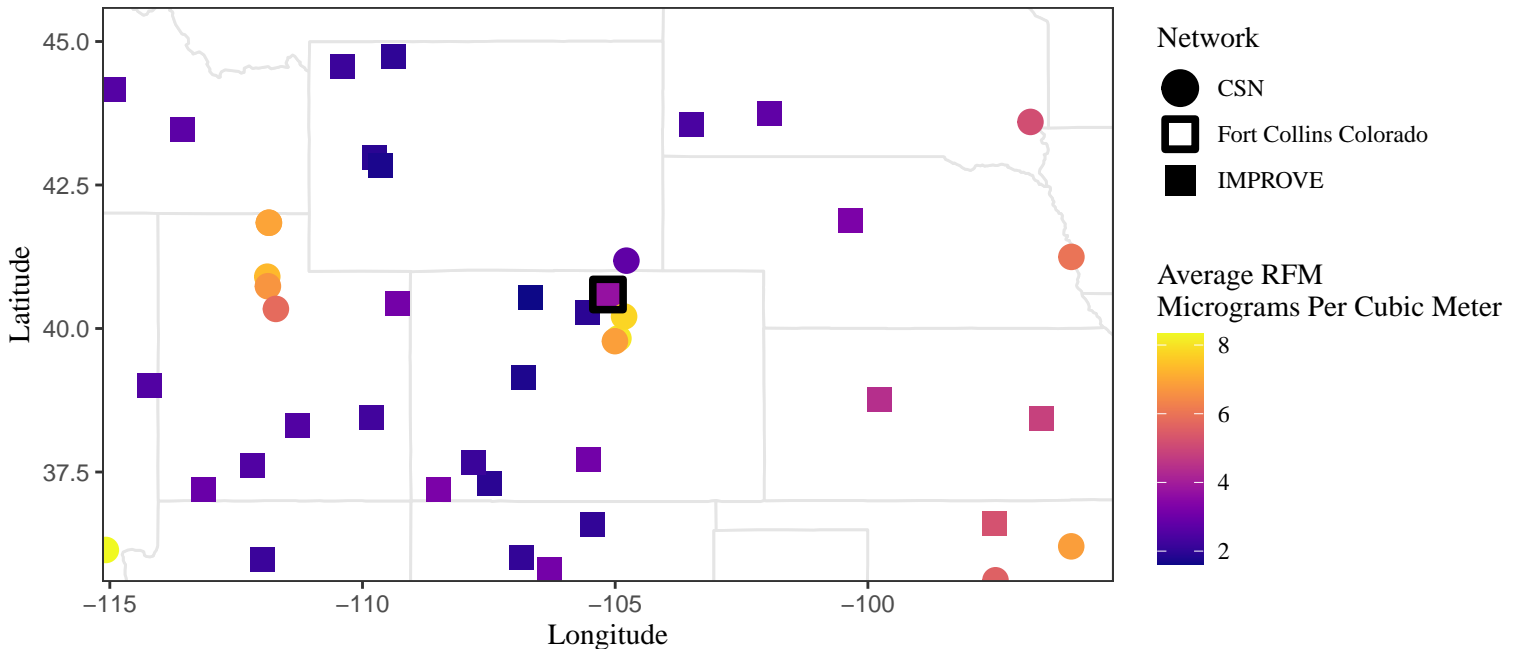 45.0
42.5
40.0
37.5
Latitude
−115
−110
−105
−100
Longitude
Network
CSN
Fort Collins Colorado
IMPROVE
Average RFM
Micrograms Per Cubic Meter
8
6
4
2